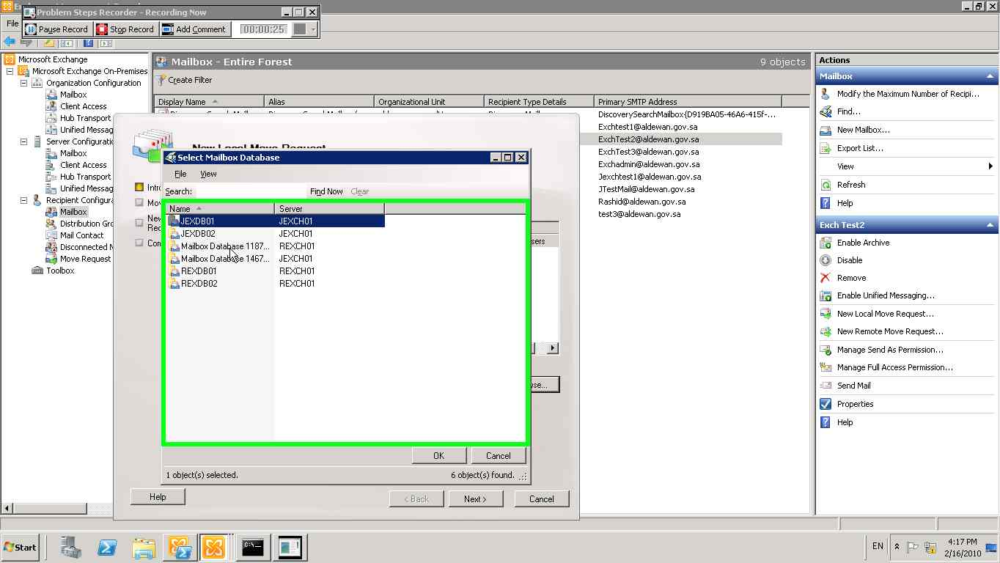 Problem Steps Recorder - Recording Now
Pause Record
Stop Record
Add Comment
00:00:25
File
Microsoft Exchange
Microsoft Exchange On-Premises
Organization Configuration
Mailbox
Client Access
Hub Transport
Unified Messa
Server Configuratio
Mailbox
Client Access
Hub Transport
Unified Messa
Recipient Configura
Mailbox
Distribution Gro
Mail Contact
Disconnected M
Move Request
Toolbox
Mailbox - Entire Forest
9 objects
Create Filter
Display Name
Alias
Organizational Unit
Recipient Type Details
Primary SMTP Address
DiscoverySearchMailbox{D919BA05-46A6-415f-...
Exchtest1@aldewan.gov.sa
ExchTest2@aldewan.gov.sa
ExchTest3@aldewan.gov.sa
Exchadmin@aldewan.gov.sa
Jexchtest1@aldewan.gov.sa
JTestMail@aldewan.gov.sa
Rashid@aldewan.gov.sa
test3@aldewan.gov.sa
New Local Move Request
Select Mailbox Database
File
View
Search:
Find Now
Clear
Name
Server
JEXDB01
JEXCH01
JEXDB02
JEXCH01
Mailbox Database 1187...
REXCH01
Mailbox Database 1467...
JEXCH01
REXDB01
REXCH01
REXDB02
REXCH01
OK
Cancel
1 object(s) selected.
6 object(s) found.
Help
< Back
Next >
Cancel
Actions
Mailbox
Modify the Maximum Number of Recipi...
Find...
New Mailbox...
Export List...
View
Refresh
Help
Exch Test2
Enable Archive
Disable
Remove
Enable Unified Messaging...
New Local Move Request...
New Remote Move Request...
Manage Send As Permission...
Manage Full Access Permission...
Send Mail
Properties
Help
Start
EN
4:17 PM
2/16/2010